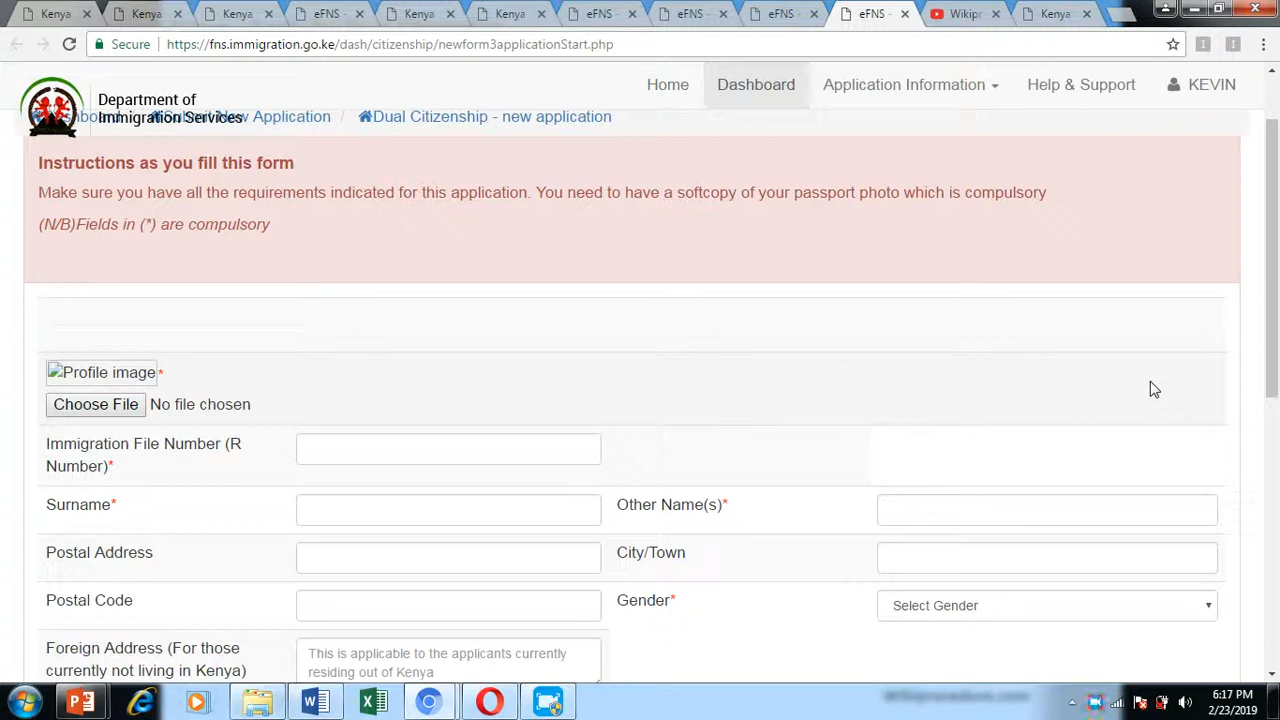 Kenya
Kenya
Kenya
eFNS -
Kenya
Kenya
eFNS -
eFNS -
eFNS -
eFNS -
Wikipr
Kenya
Secure
https://fns.immigration.go.ke/dash/citizenship/newform3applicationStart.php
Department of
Immigration Services
Home
Dashboard
Application Information
Help & Support
KEVIN
New Application / Dual Citizenship - new application
Instructions as you fill this form
Make sure you have all the requirements indicated for this application. You need to have a softcopy of your passport photo which is compulsory
(N/B)Fields in (*) are compulsory
Profile image*
Choose File No file chosen
Immigration File Number (R
Number)*
Surname*
Other Name(s)*
Postal Address
City/Town
Postal Code
Gender*
Select Gender
Foreign Address (For those
currently not living in Kenya)
This is applicable to the applicants currently
residing out of Kenya
6:17 PM
2/23/2019